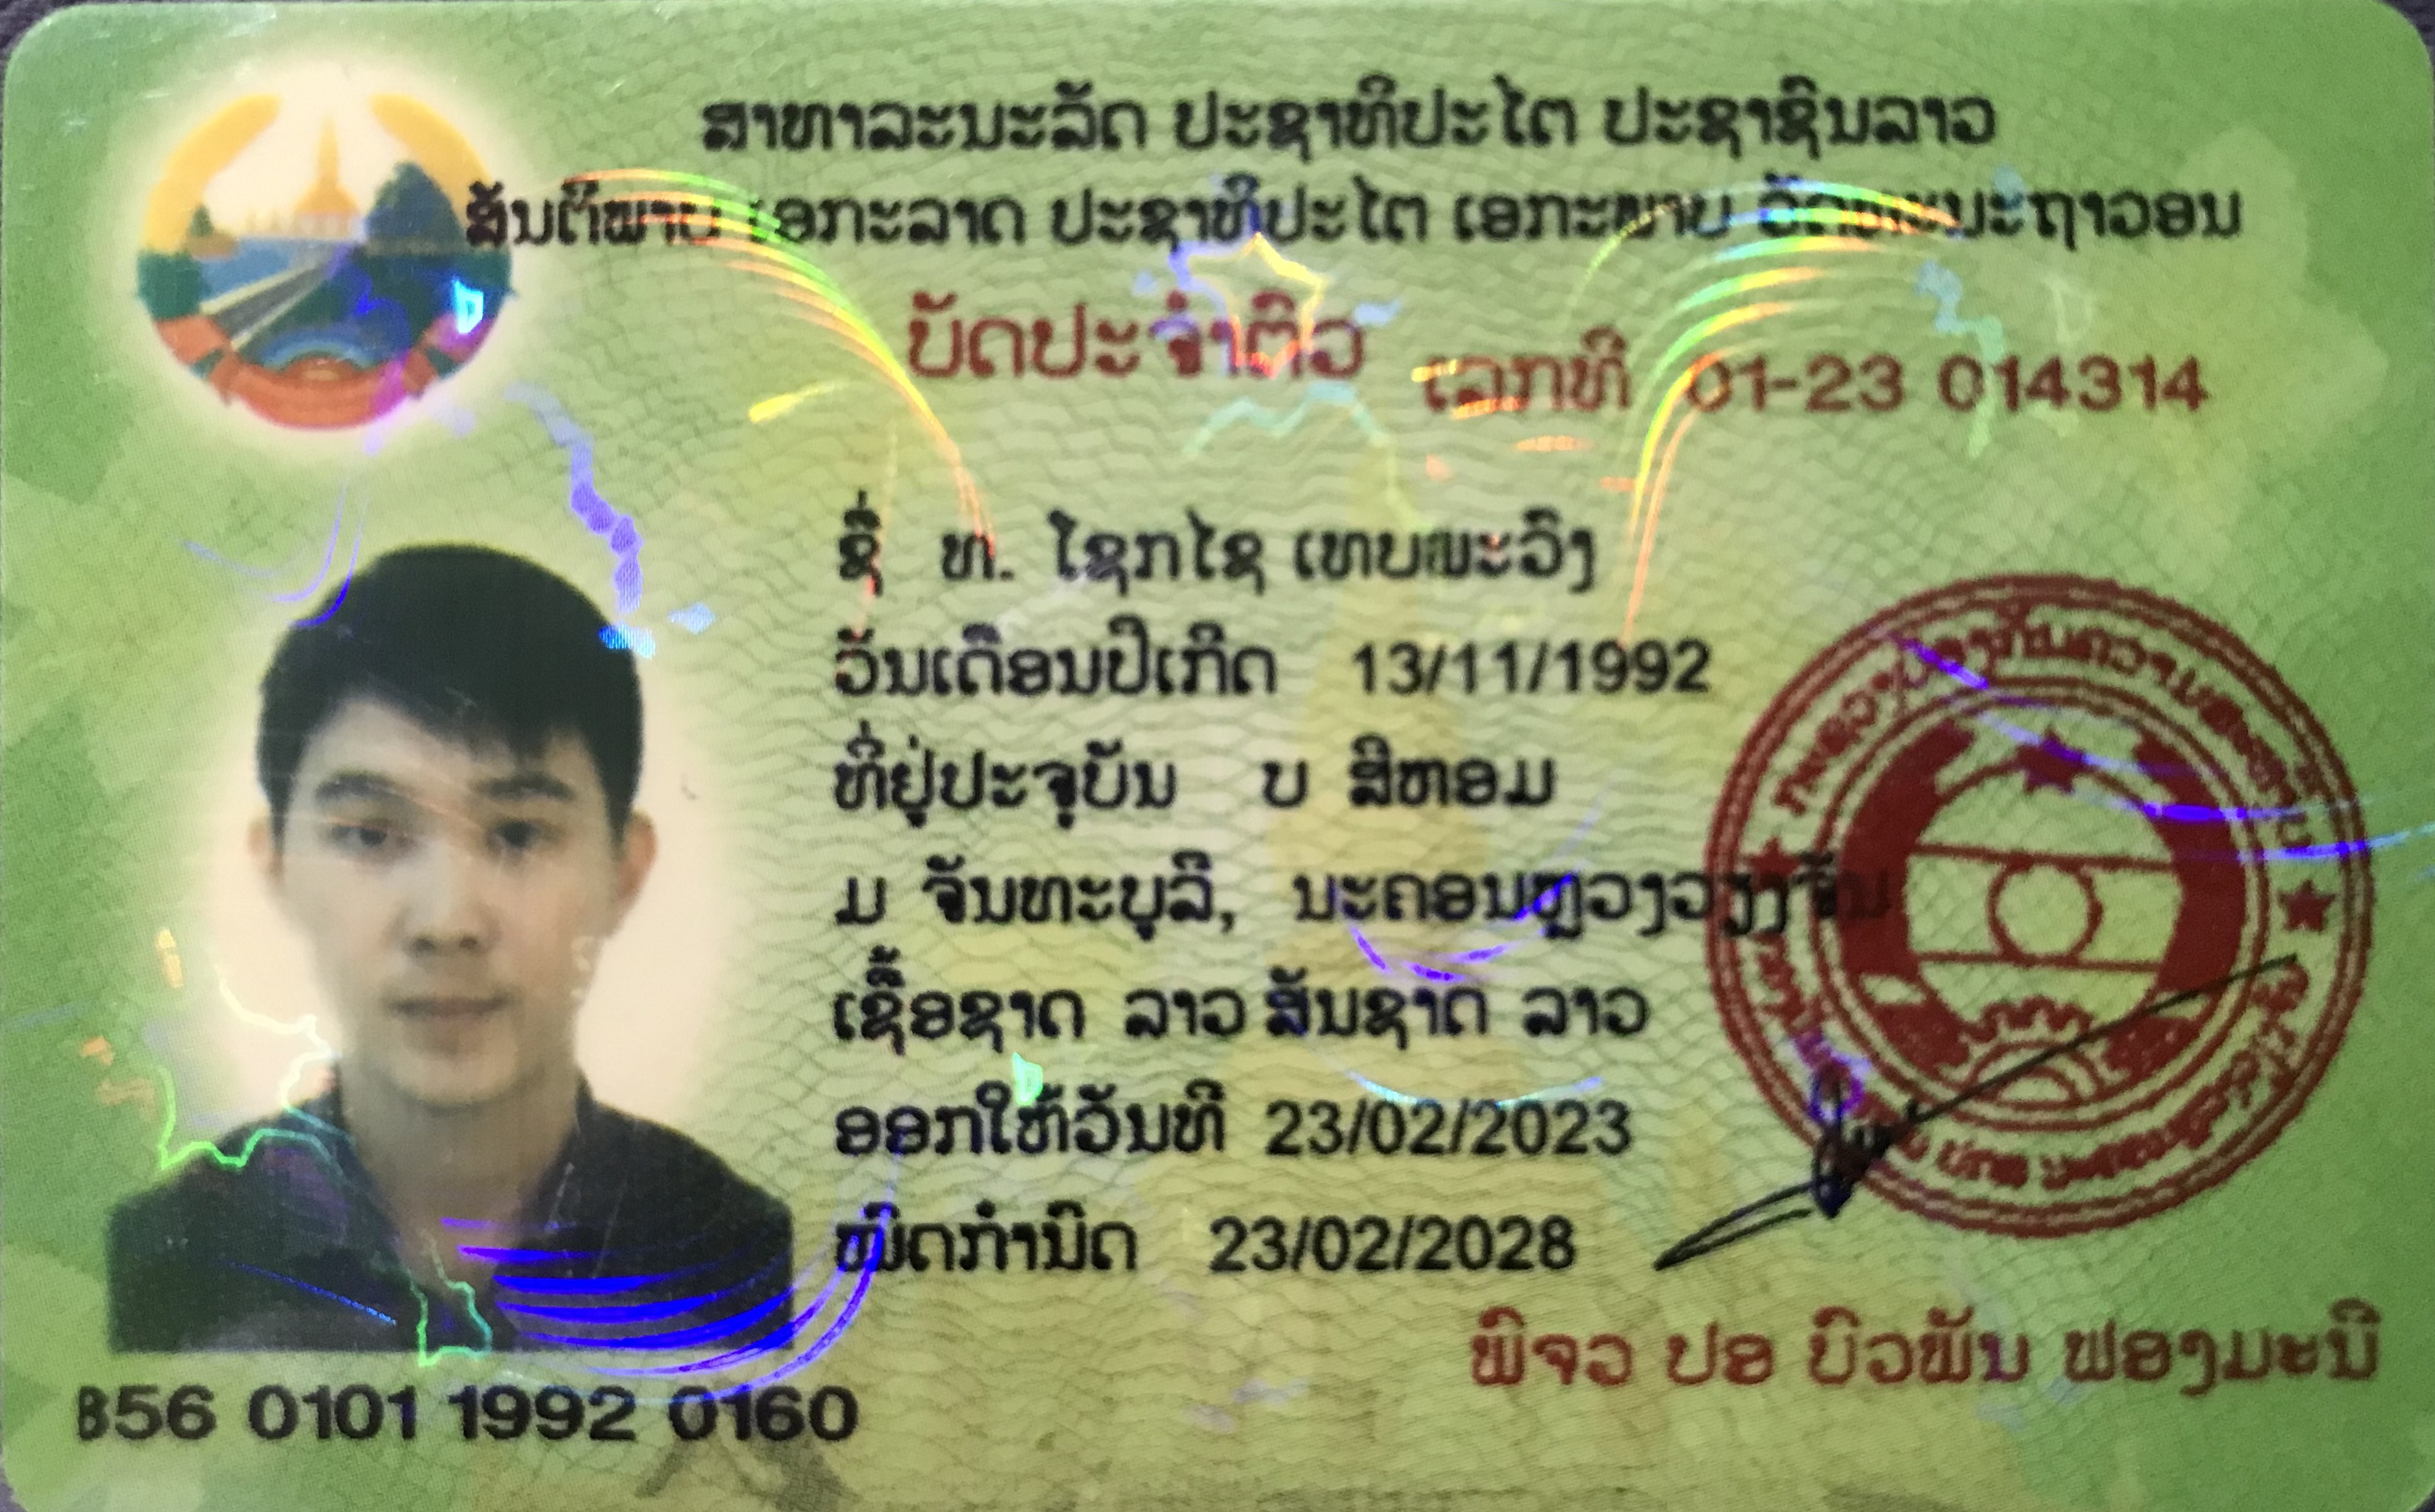 ສາທາລະນະລັດ ປະຊາທິປະໄຕ ປະຊາຊົນລາວ
ສັນຕິພາບ ເອກະລາດ ປະຊາທິປະໄຕ ເອກະພາບ ວັດທະນະຖາວອນ
ບັດປະຈຳຕົວ
ເລກທີ 01-23 014314
ຊື່ ທ. ໂຊກໄຊ ເທບພະວົງ
ວັນເດືອນປີເກີດ 13/11/1992
ທີ່ຢູ່ປະຈຸບັນ ບ ສີຫອມ
ມ ຈັນທະບູລີ, ນະຄອນຫຼວງວຽງຈັນ
ເຊື້ອຊາດ ລາວ ສັນຊາດ ລາວ
ອອກໃຫ້ວັນທີ 23/02/2023
ໝົດກຳນົດ 23/02/2028
ພົຈວ ປອ ບົວພັນ ຟອງມະນີ
B56 0101 1992 0160